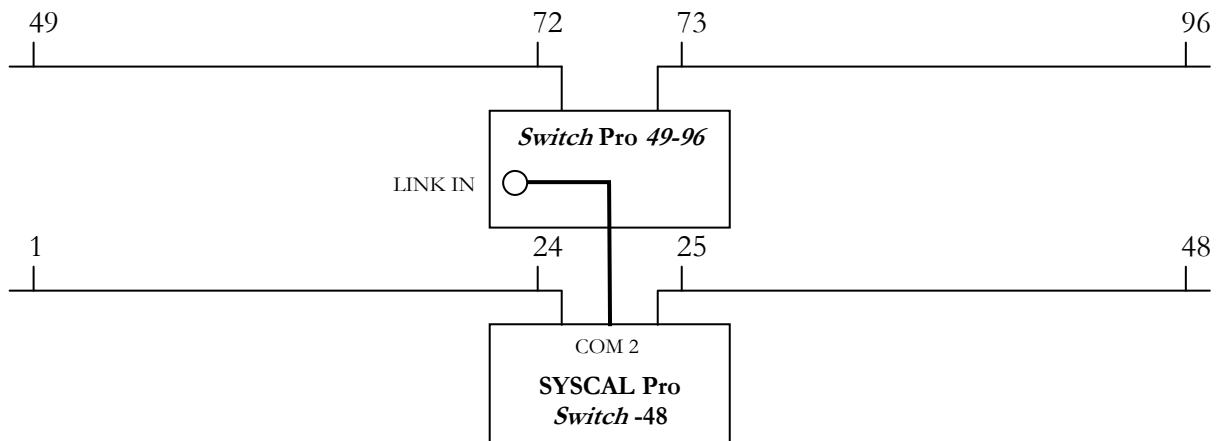 49 72 73 96
Switch Pro 49-96
LINK IN
1 24 25 48
COM 2
SYSCAL Pro
Switch -48